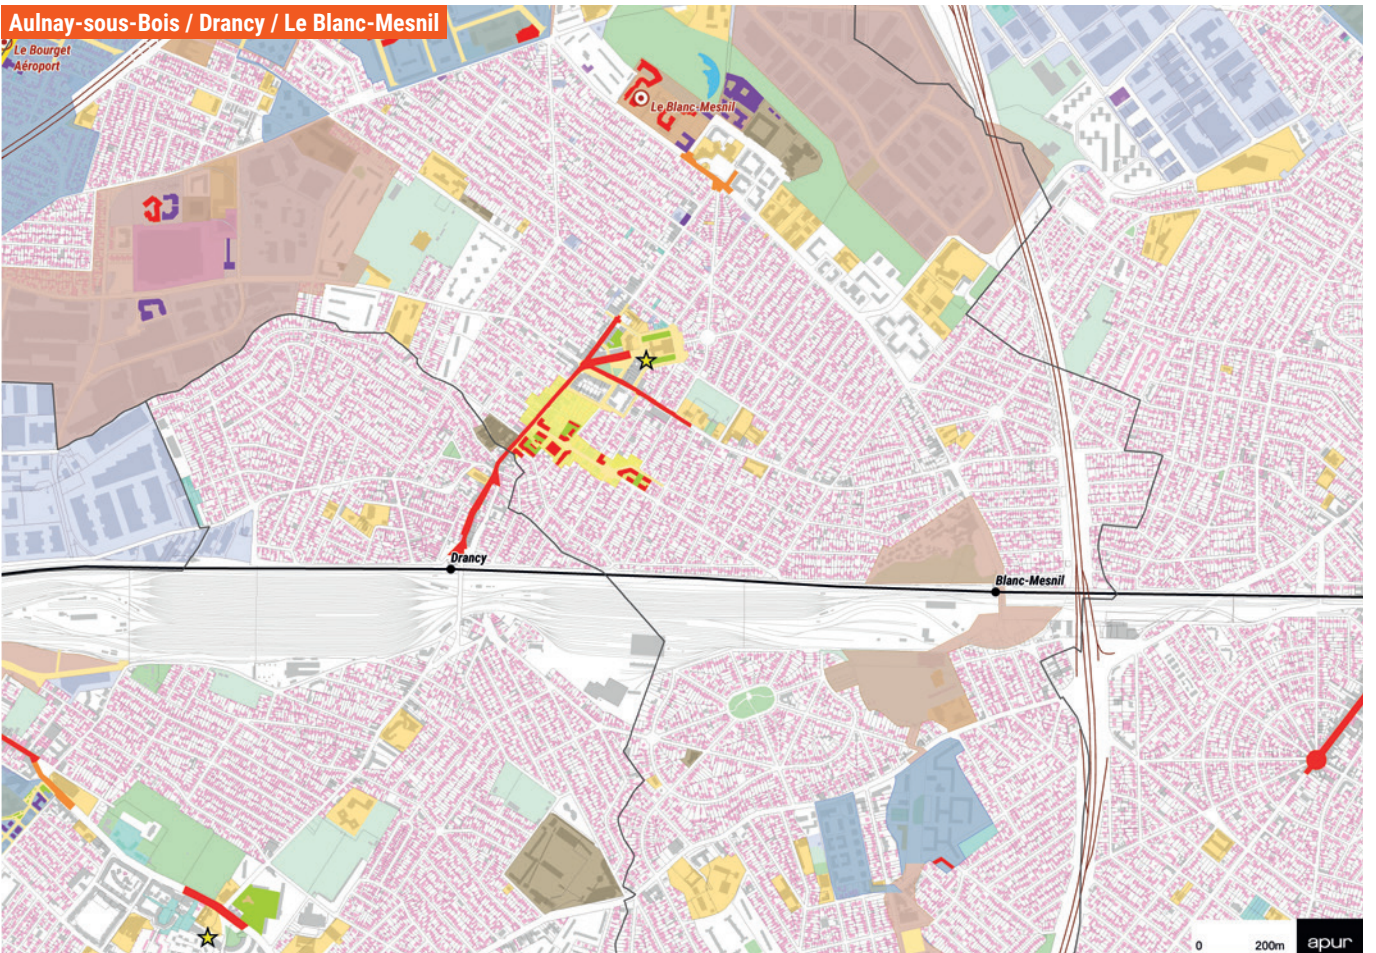 Aulnay-sous-Bois / Drancy / Le Blanc-Mesnil
Le Bourget
Aéroport
Le Blanc-Mesnil
Drancy
Blanc-Mesnil
0 200m
apur